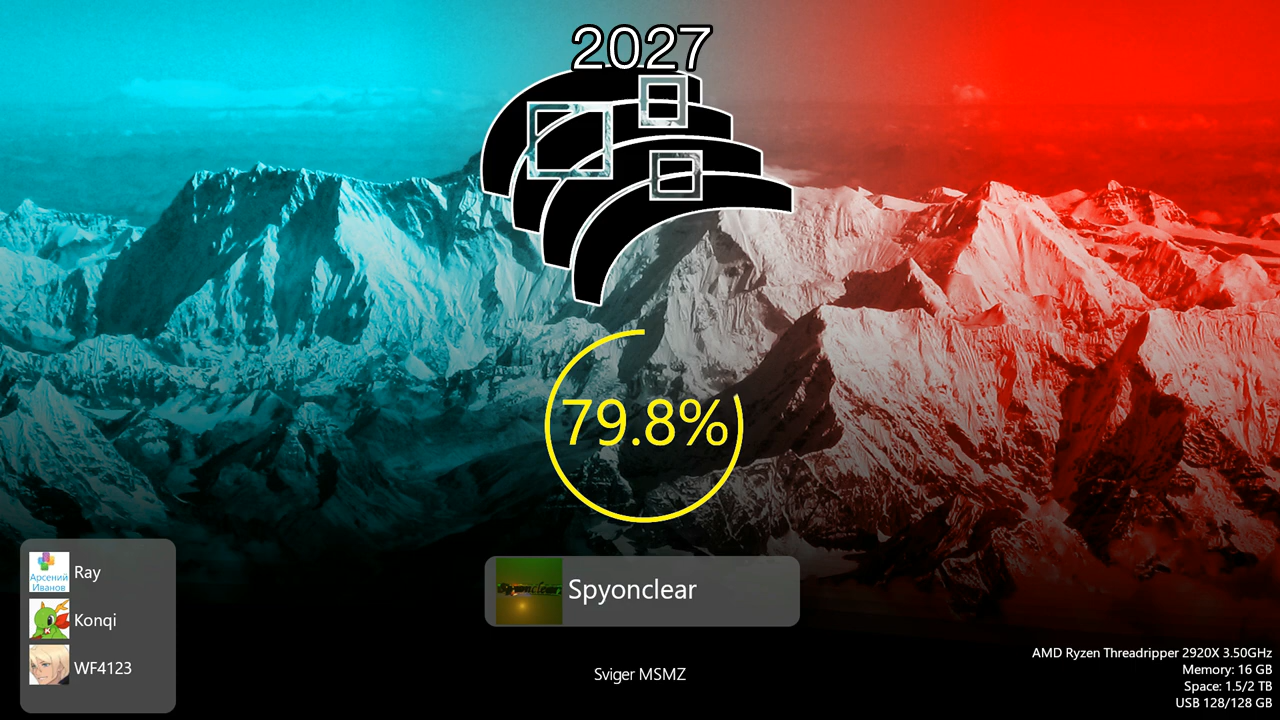 2027
79.8%
Арсений
Иванов
Ray
Konqi
WF4123
Spyonclear
Spyonclear
Sviger MSMZ
AMD Ryzen Threadripper 2920X 3.50GHz
Memory: 16 GB
Space: 1.5/2 TB
USB 128/128 GB